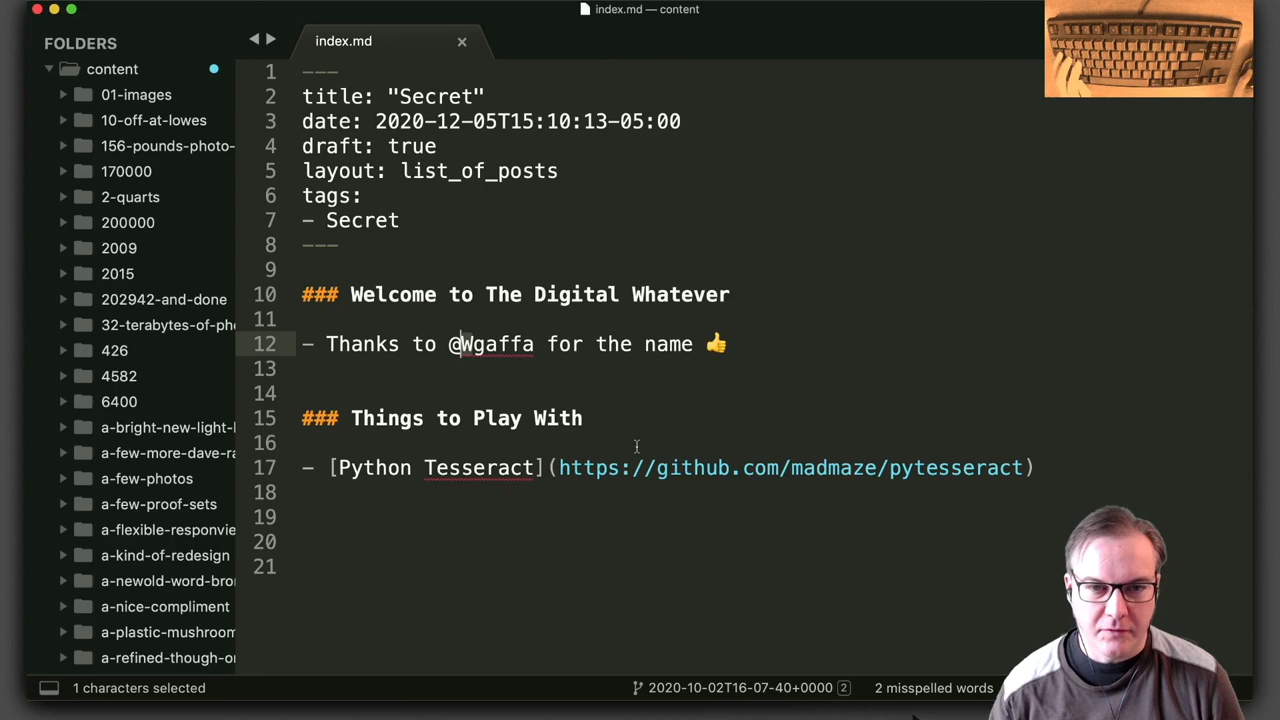 index.md — content
FOLDERS
content
01-images
10-off-at-lowes
156-pounds-photo-
170000
2-quarts
200000
2009
2015
202942-and-done
32-terabytes-of-ph
426
4582
6400
a-bright-new-light-
a-few-more-dave-ra
a-few-photos
a-few-proof-sets
a-flexible-responvie
a-kind-of-redesign
a-newold-word-bro
a-nice-compliment
a-plastic-mushroom
a-refined-though-o
index.md
1 ---
2 title: "Secret"
3 date: 2020-12-05T15:10:13-05:00
4 draft: true
5 layout: list_of_posts
6 tags:
7 - Secret
8 ---
9
10 ### Welcome to The Digital Whatever
11
12 - Thanks to @Wgaffa for the name 👍
13
14
15 ### Things to Play With
16
17 - [Python Tesseract](https://github.com/madmaze/pytesseract)
18
19
20
21
1 characters selected
2020-10-02T16-07-40+0000 2
2 misspelled words